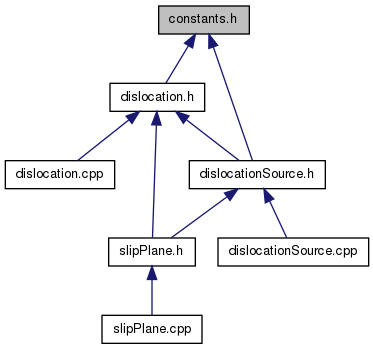 constants.h
dislocation.h
dislocation.cpp
dislocationSource.h
slipPlane.h
dislocationSource.cpp
slipPlane.cpp